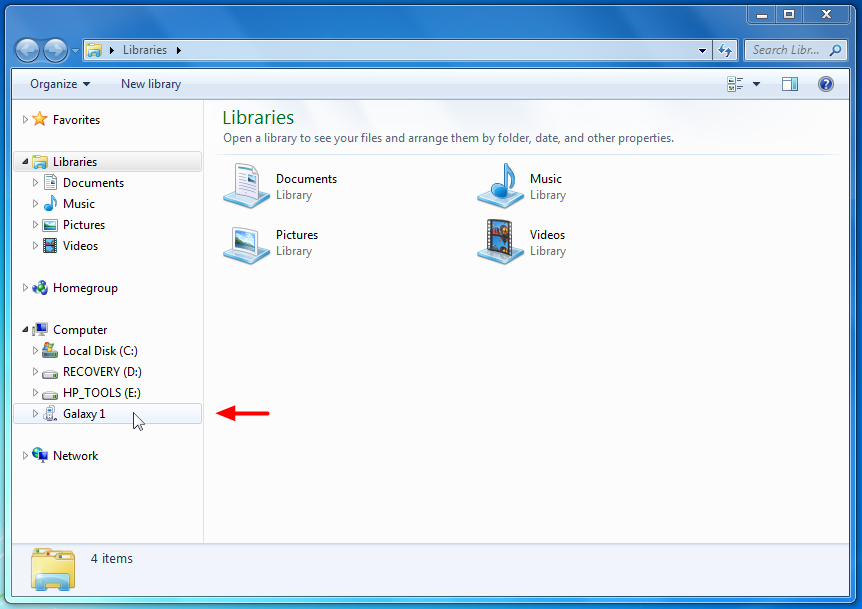 Libraries
Search Libr...
Organize
New library
Favorites
Libraries
Documents
Music
Pictures
Videos
Homegroup
Computer
Local Disk (C:)
RECOVERY (D:)
HP_TOOLS (E:)
Galaxy 1
Network
Libraries
Open a library to see your files and arrange them by folder, date, and other properties.
Documents
Library
Music
Library
Pictures
Library
Videos
Library
4 items